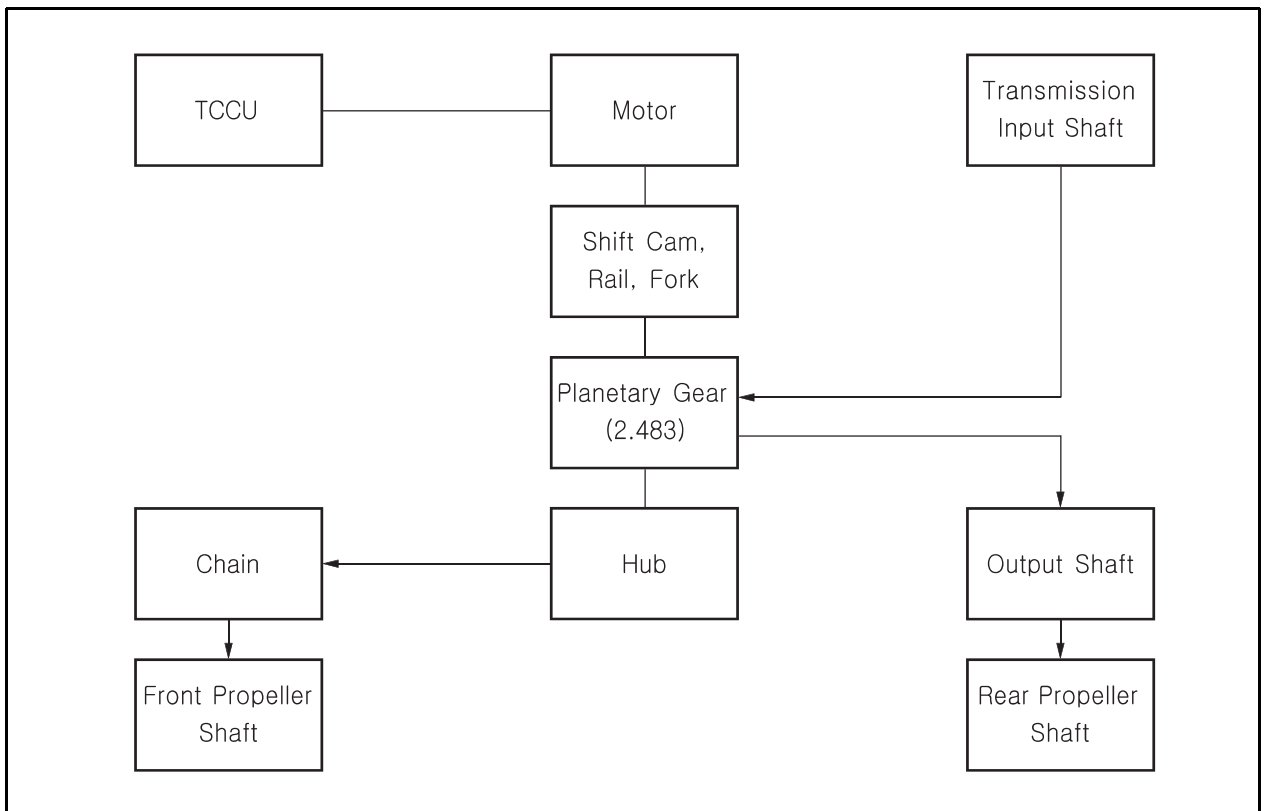 TCCU
Motor
Transmission
Input Shaft
Shift Cam,
Rail, Fork
Planetary Gear
(2.483)
Chain
Hub
Output Shaft
Front Propeller
Shaft
Rear Propeller
Shaft